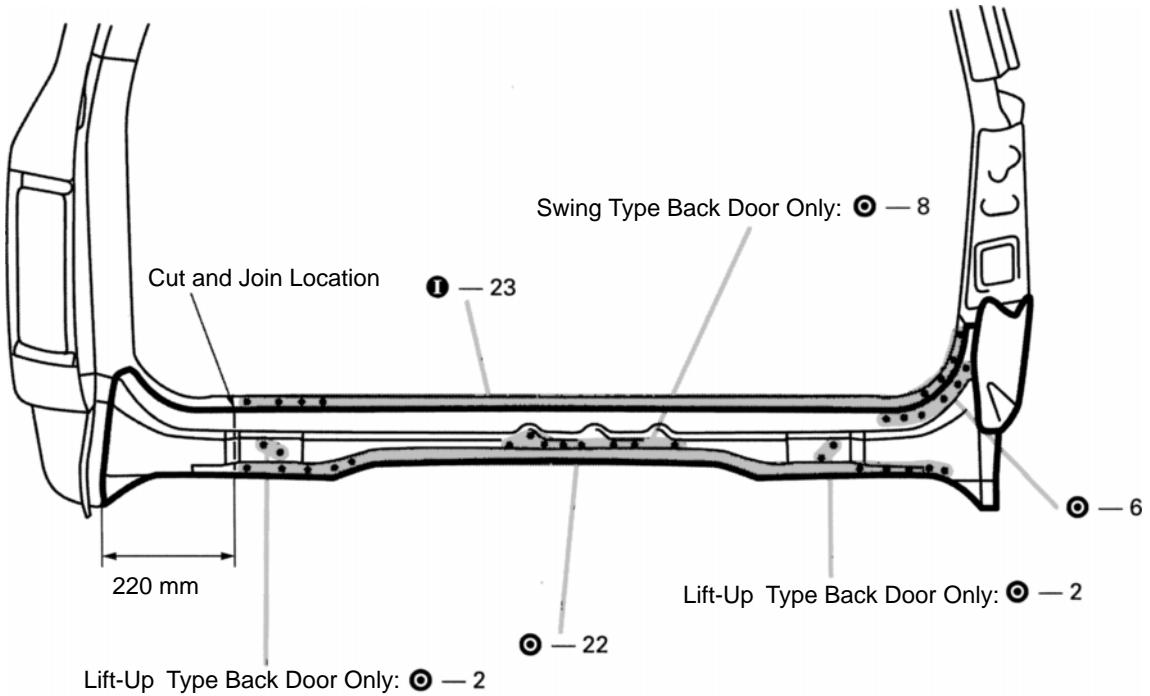 Swing Type Back Door Only: ◉ — 8
Cut and Join Location
I — 23
◉ — 6
220 mm
Lift-Up Type Back Door Only: ◉ — 2
◉ — 22
Lift-Up Type Back Door Only: ◉ — 2